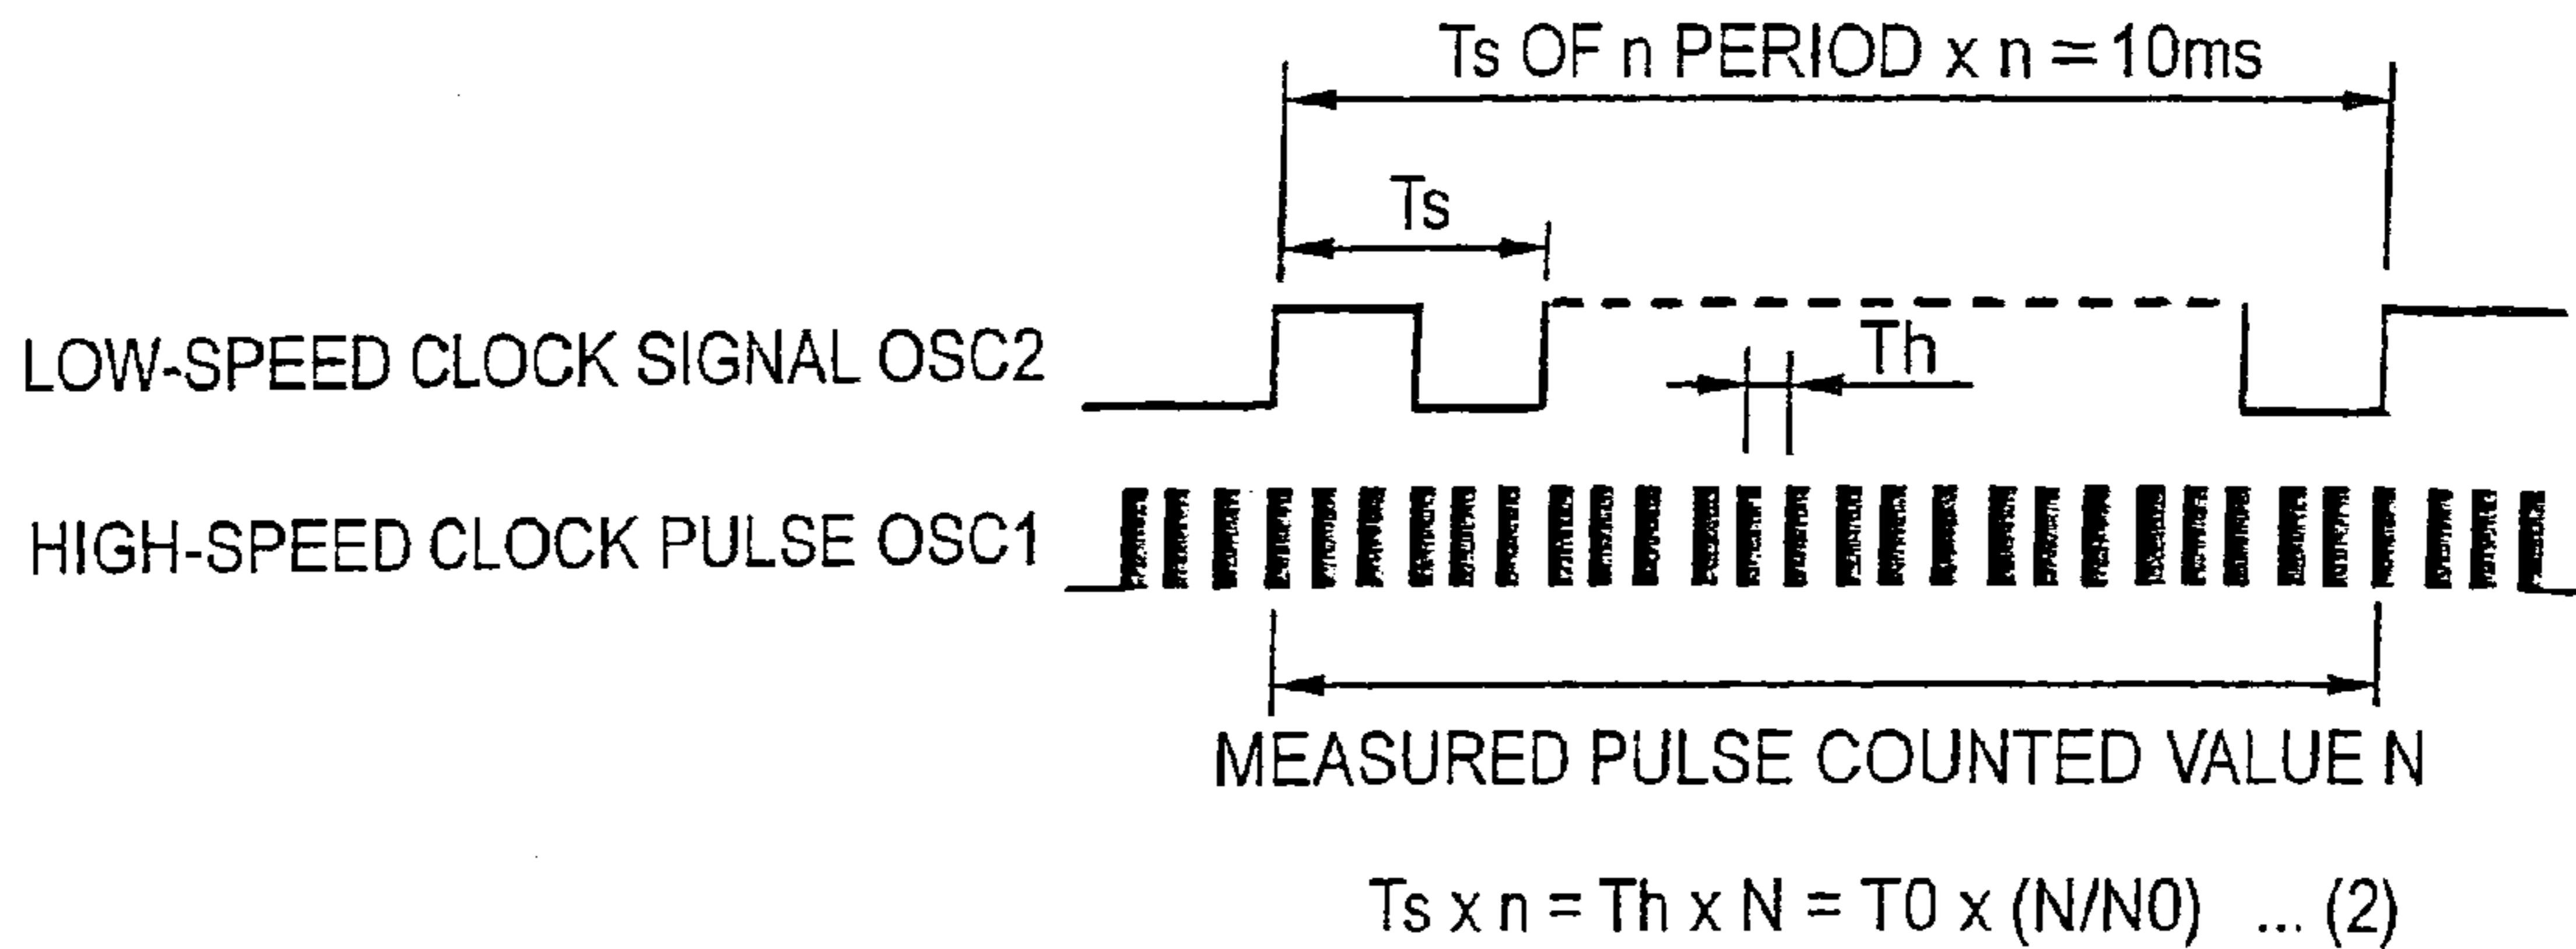 Ts OF n PERIOD x n = 10ms
Ts
LOW-SPEED CLOCK SIGNAL OSC2
Th
HIGH-SPEED CLOCK PULSE OSC1
MEASURED PULSE COUNTED VALUE N
Ts x n = Th x N = T0 x (N/N0) ... (2)